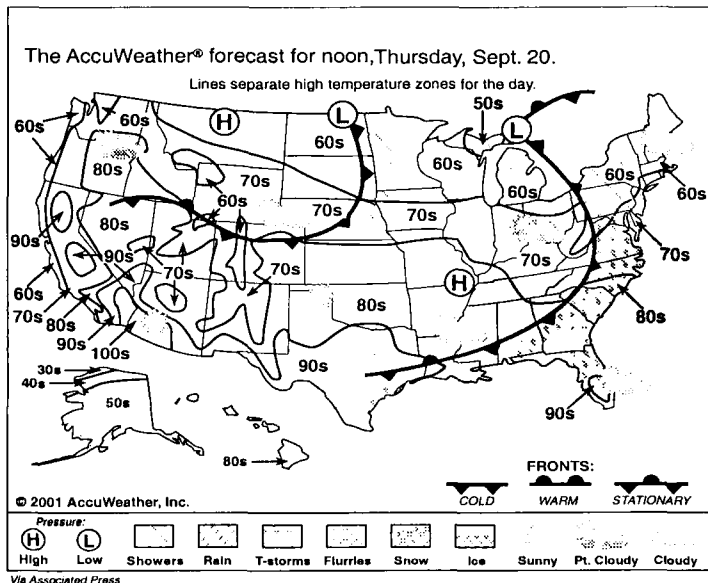 The AccuWeather® forecast for noon,Thursday, Sept. 20.
Lines separate high temperature zones for the day.
60s
60s
H
L
60s
50s
L
60s
60s
60s
60s
80s
70s
60s
70s
70s
90s
80s
90s
70s
70s
70s
70s
H
80s
80s
60s
70s
80s
90s
100s
90s
90s
30s
40s
50s
80s
FRONTS:
COLD
WARM
STATIONARY
© 2001 AccuWeather, Inc.
Pressure:
H
L
High
Low
Showers
Rain
T-storms
Flurries
Snow
Ice
Sunny
Pt. Cloudy
Cloudy
Via Associated Press